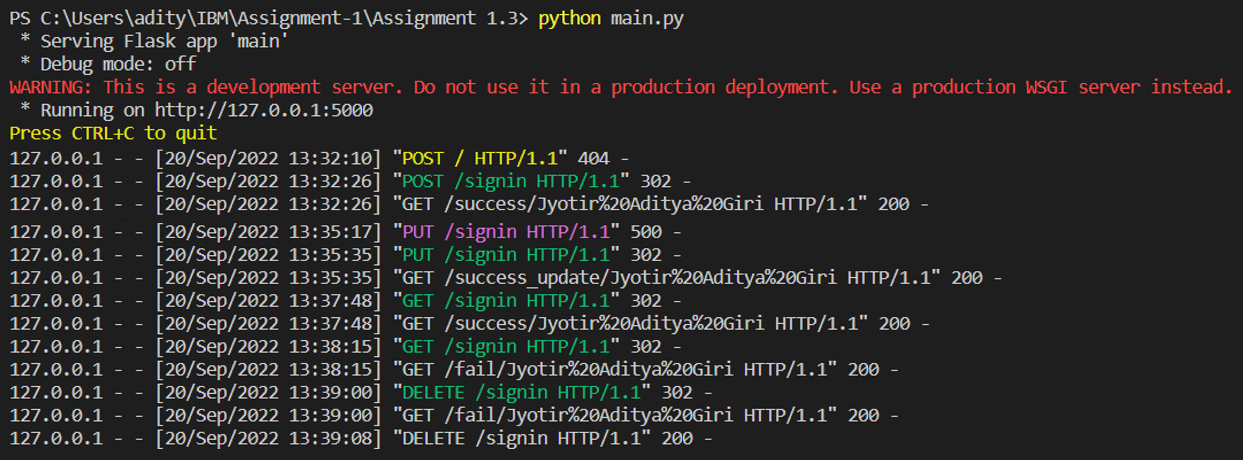 PS C:\Users\adity\IBM\Assignment-1\Assignment 1.3> python main.py
 * Serving Flask app 'main'
 * Debug mode: off
WARNING: This is a development server. Do not use it in a production deployment. Use a production WSGI server instead.
 * Running on http://127.0.0.1:5000
Press CTRL+C to quit
127.0.0.1 - - [20/Sep/2022 13:32:10] "POST / HTTP/1.1" 404 -
127.0.0.1 - - [20/Sep/2022 13:32:26] "POST /signin HTTP/1.1" 302 -
127.0.0.1 - - [20/Sep/2022 13:32:26] "GET /success/Jyotir%20Aditya%20Giri HTTP/1.1" 200 -
127.0.0.1 - - [20/Sep/2022 13:35:17] "PUT /signin HTTP/1.1" 500 -
127.0.0.1 - - [20/Sep/2022 13:35:35] "PUT /signin HTTP/1.1" 302 -
127.0.0.1 - - [20/Sep/2022 13:35:35] "GET /success_update/Jyotir%20Aditya%20Giri HTTP/1.1" 200 -
127.0.0.1 - - [20/Sep/2022 13:37:48] "GET /signin HTTP/1.1" 302 -
127.0.0.1 - - [20/Sep/2022 13:37:48] "GET /success/Jyotir%20Aditya%20Giri HTTP/1.1" 200 -
127.0.0.1 - - [20/Sep/2022 13:38:15] "GET /signin HTTP/1.1" 302 -
127.0.0.1 - - [20/Sep/2022 13:38:15] "GET /fail/Jyotir%20Aditya%20Giri HTTP/1.1" 200 -
127.0.0.1 - - [20/Sep/2022 13:39:00] "DELETE /signin HTTP/1.1" 302 -
127.0.0.1 - - [20/Sep/2022 13:39:00] "GET /fail/Jyotir%20Aditya%20Giri HTTP/1.1" 200 -
127.0.0.1 - - [20/Sep/2022 13:39:08] "DELETE /signin HTTP/1.1" 200 -